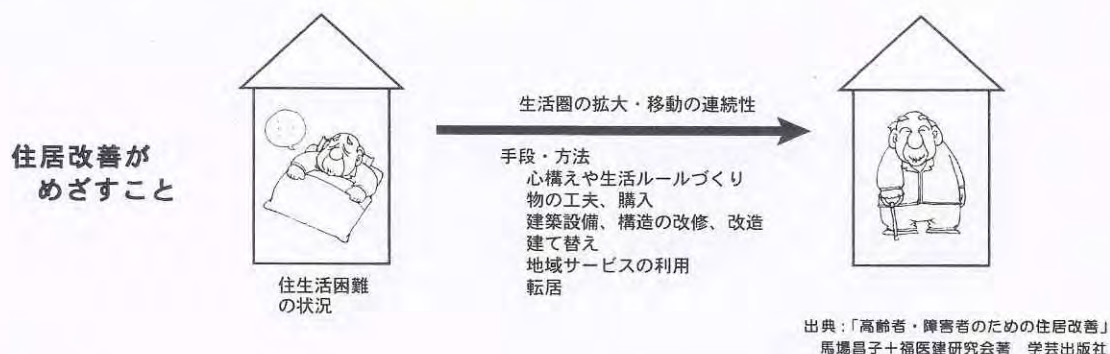 住居改善が
めざすこと
住生活困難
の状況
生活圏の拡大・移動の連続性
手段・方法
心構えや生活ルールづくり
物の工夫、購入
建築設備、構造の改修、改造
建て替え
地域サービスの利用
転居
出典：「高齢者・障害者のための住居改善」
馬場昌子＋福医建研究会著　学芸出版社